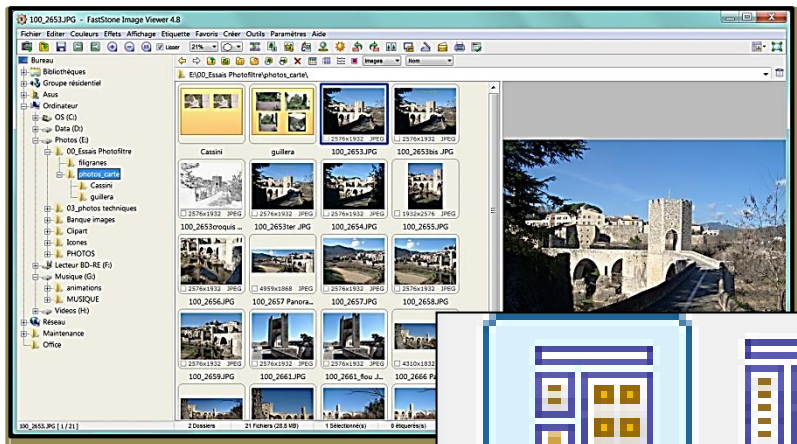 100_2653.JPG - FastStone Image Viewer 4.8
Fichier Editer Couleurs Effets Affichage Etiquette Favoris Créer Outils Paramètres Aide
Lisser 21% Images Nom
Bureau
E:\00_Essais Photofiltre\photos_carte\
Bibliothèques
Groupe résidentiel
Asus
Ordinateur
OS (C:)
Data (D:)
Photos (E:)
00_Essais Photofiltre
filigranes
photos_carte
Cassini
guillera
03_photos techniques
Banque images
Clipart
Icones
PHOTOS
Lecteur BD-RE (F:)
Musique (G:)
animations
MUSIQUE
Videos (H:)
Réseau
Maintenance
Office
2576x1932 JPEG 2576x1932 JPEG
Cassini guillera 100_2653.JPG 100_2653bis JPG
2576x1932 JPEG 2576x1932 JPEG 2576x1932 JPEG 1932x2576 JPEG
100_2653croquis ... 100_2653ter JPG 100_2654.JPG 100_2655.JPG
2576x1932 JPEG 4959x1868 JPEG 2576x1932 JPEG 2576x1932 JPEG
100_2656.JPG 100_2657 Panora... 100_2657.JPG 100_2658.JPG
2576x1932 JPEG 2576x1932 JPEG 2576x1932 JPEG 4310x1832
100_2659.JPG 100_2661.JPG 100_2661_flou J... 100_2666 Pa
100_2653.JPG [ 1 / 21 ] 2 Dossiers 21 Fichiers (28.8 MB) 1 Sélectionné(s) 0 étiquetés(s)